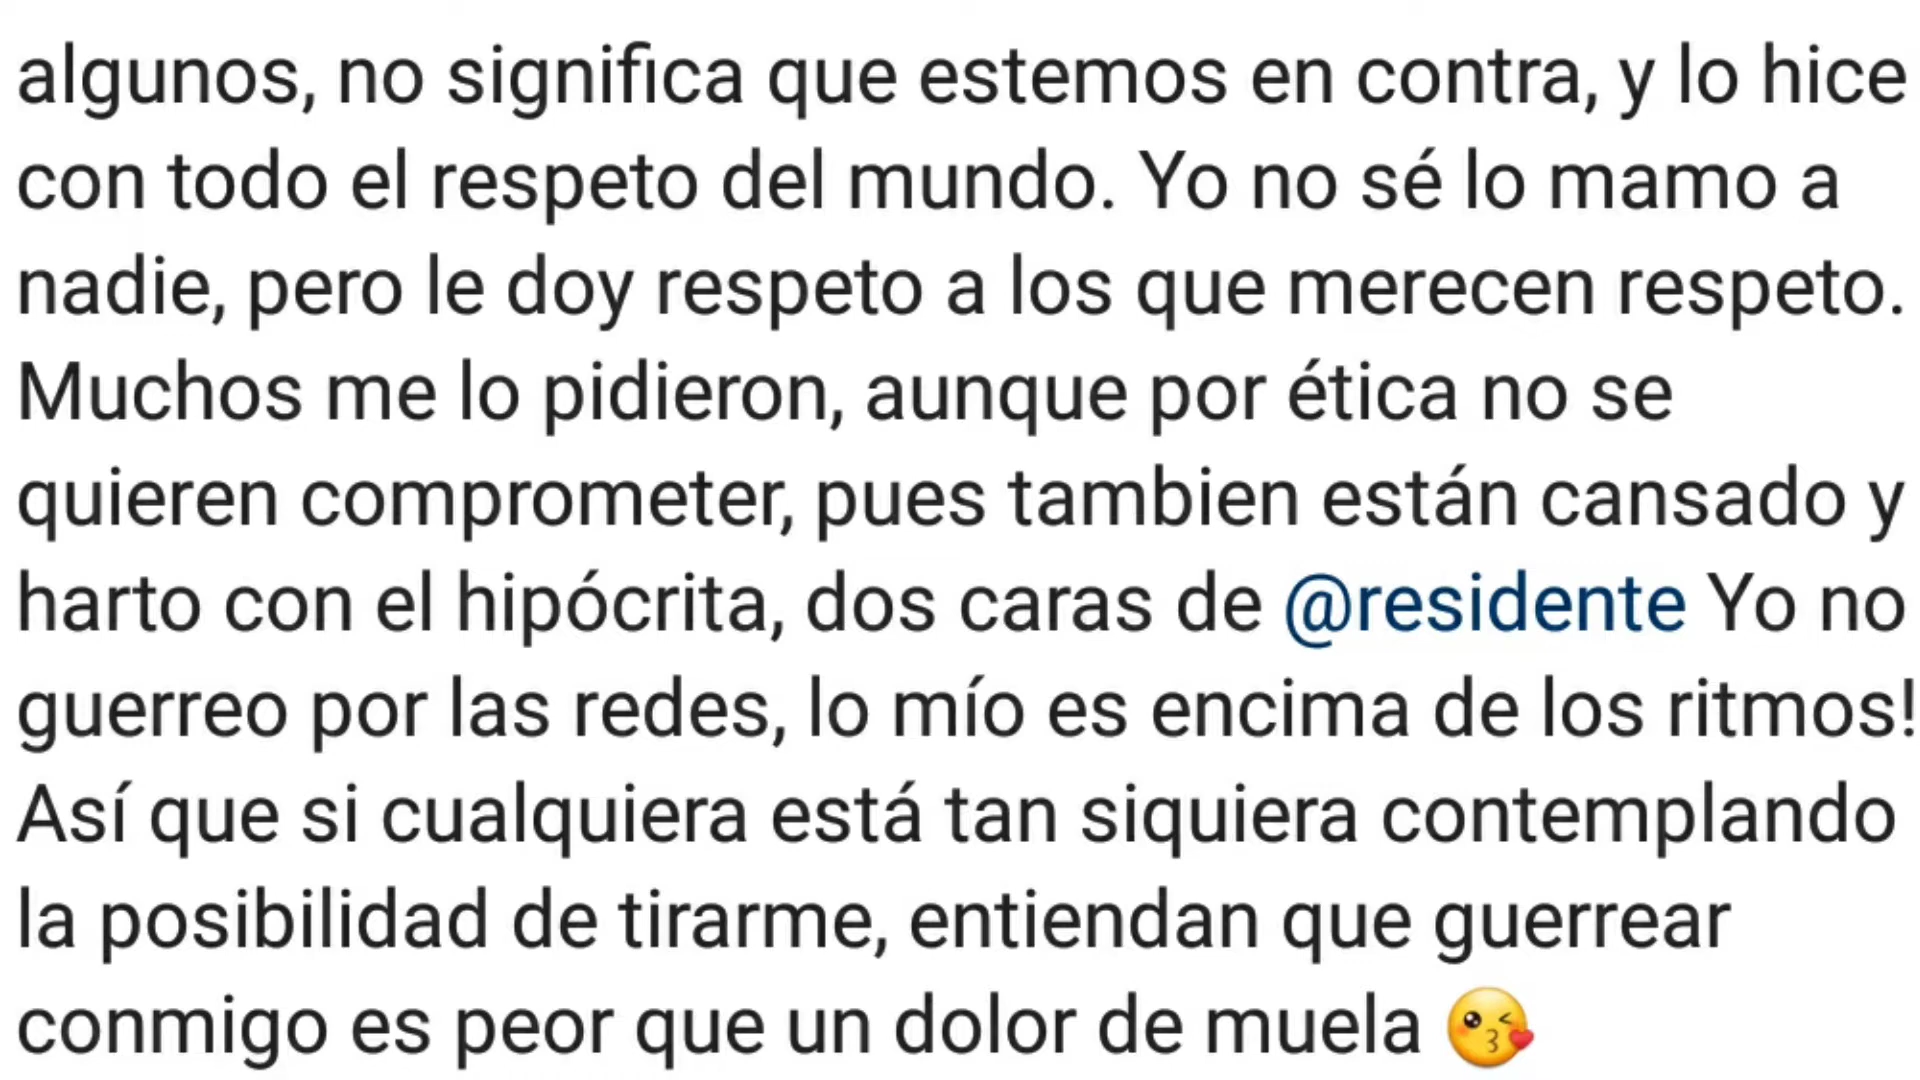 algunos, no significa que estemos en contra, y lo hice
con todo el respeto del mundo. Yo no sé lo mamo a
nadie, pero le doy respeto a los que merecen respeto.
Muchos me lo pidieron, aunque por ética no se
quieren comprometer, pues tambien están cansado y
harto con el hipócrita, dos caras de @residente Yo no
guerreo por las redes, lo mío es encima de los ritmos!
Así que si cualquiera está tan siquiera contemplando
la posibilidad de tirarme, entiendan que guerrear
conmigo es peor que un dolor de muela 😘